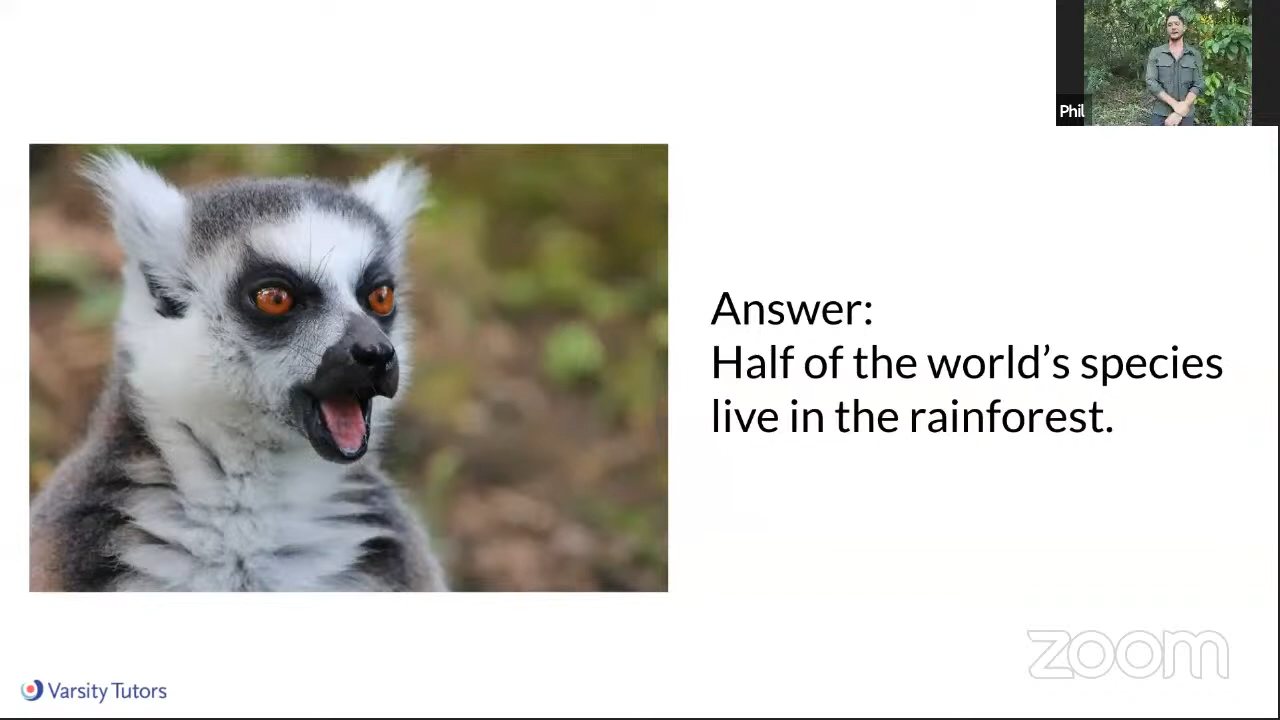 Phil
Answer:
Half of the world’s species
live in the rainforest.
zoom
Varsity Tutors